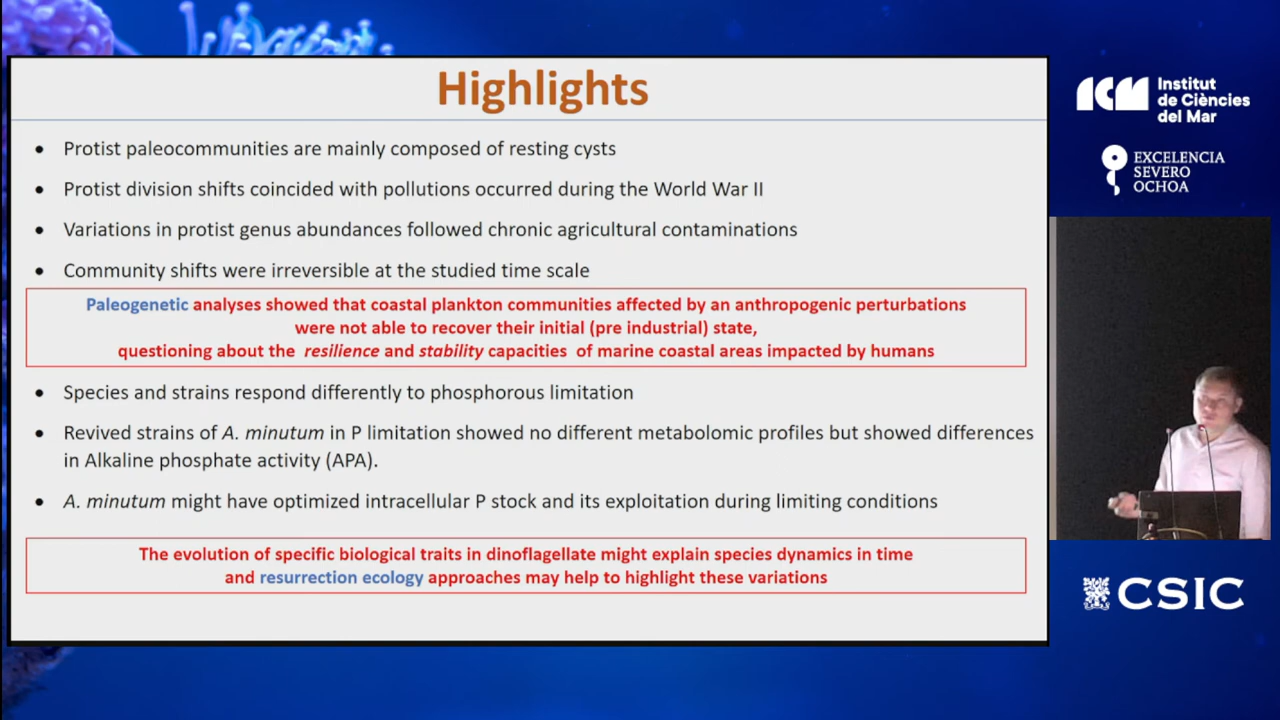 Highlights
• Protist paleocommunities are mainly composed of resting cysts
• Protist division shifts coincided with pollutions occurred during the World War II
• Variations in protist genus abundances followed chronic agricultural contaminations
• Community shifts were irreversible at the studied time scale
Paleogenetic analyses showed that coastal plankton communities affected by an anthropogenic perturbations
were not able to recover their initial (pre industrial) state,
questioning about the resilience and stability capacities of marine coastal areas impacted by humans
• Species and strains respond differently to phosphorous limitation
• Revived strains of A. minutum in P limitation showed no different metabolomic profiles but showed differences
in Alkaline phosphate activity (APA).
• A. minutum might have optimized intracellular P stock and its exploitation during limiting conditions
The evolution of specific biological traits in dinoflagellate might explain species dynamics in time
and resurrection ecology approaches may help to highlight these variations
ICM
Institut
de Ciències
del Mar
EXCELENCIA
SEVERO
OCHOA
CSIC